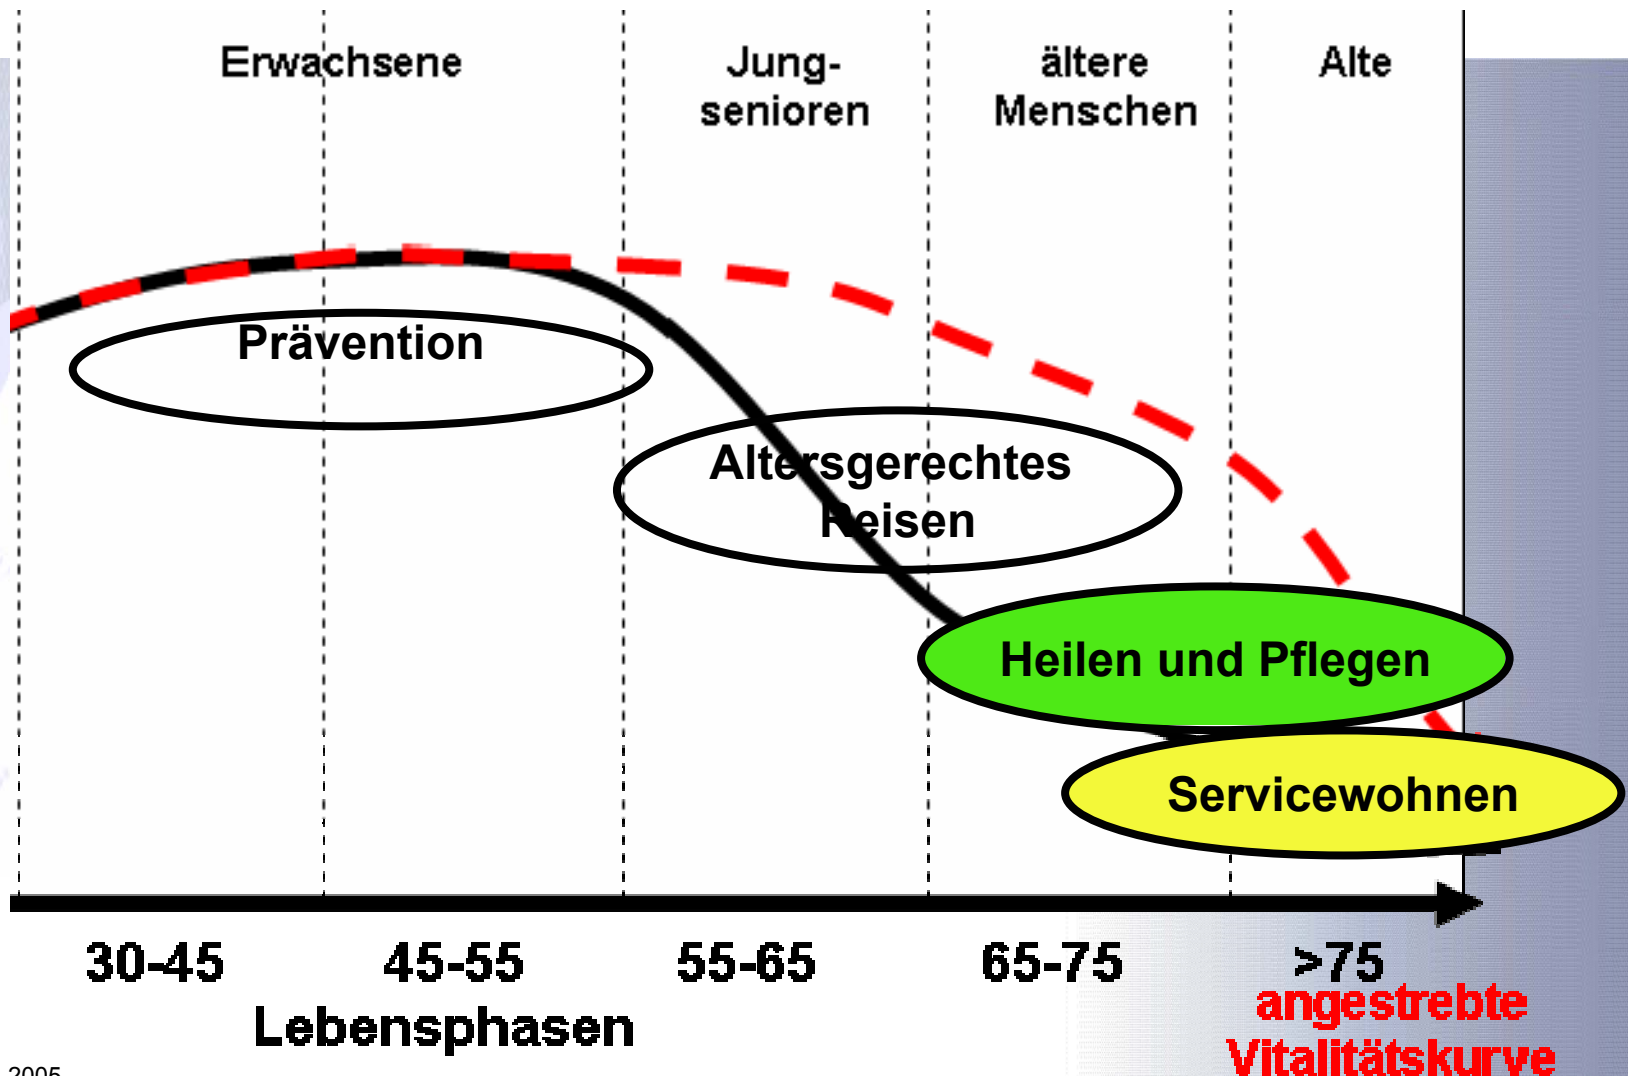 Erwachsene
Jung-
senioren
ältere
Menschen
Alte
Prävention
Altersgerechtes
Reisen
Heilen und Pflegen
Servicewohnen
30-45
45-55
55-65
65-75
>75
Lebensphasen
angestrebte
Vitalitätskurve
2005